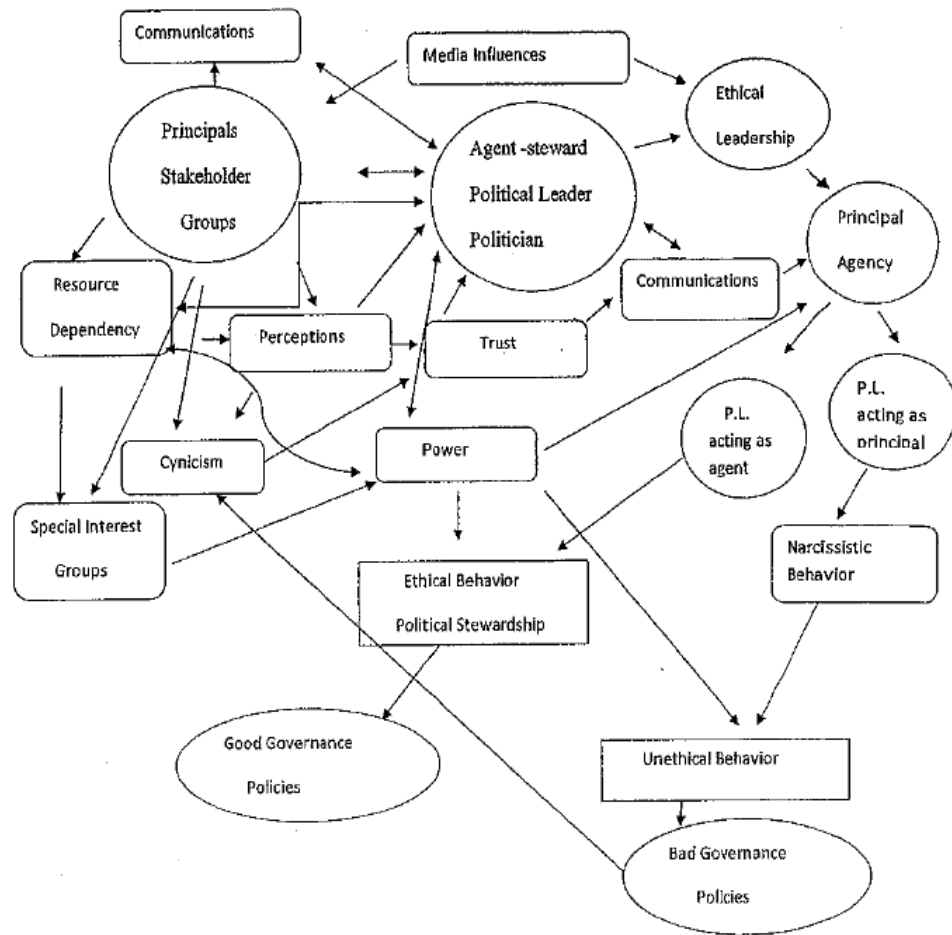 Communications
Media Influences
Ethical
Leadership
Principals
Stakeholder
Groups
Agent -steward
Political Leader
Politician
Principal
Agency
Resource
Dependency
Communications
Perceptions
Trust
P.L.
acting as
agent
P.L.
acting as
principal
Cynicism
Power
Special Interest
Groups
Narcissistic
Behavior
Ethical Behavior
Political Stewardship
Good Governance
Policies
Unethical Behavior
Bad Governance
Policies